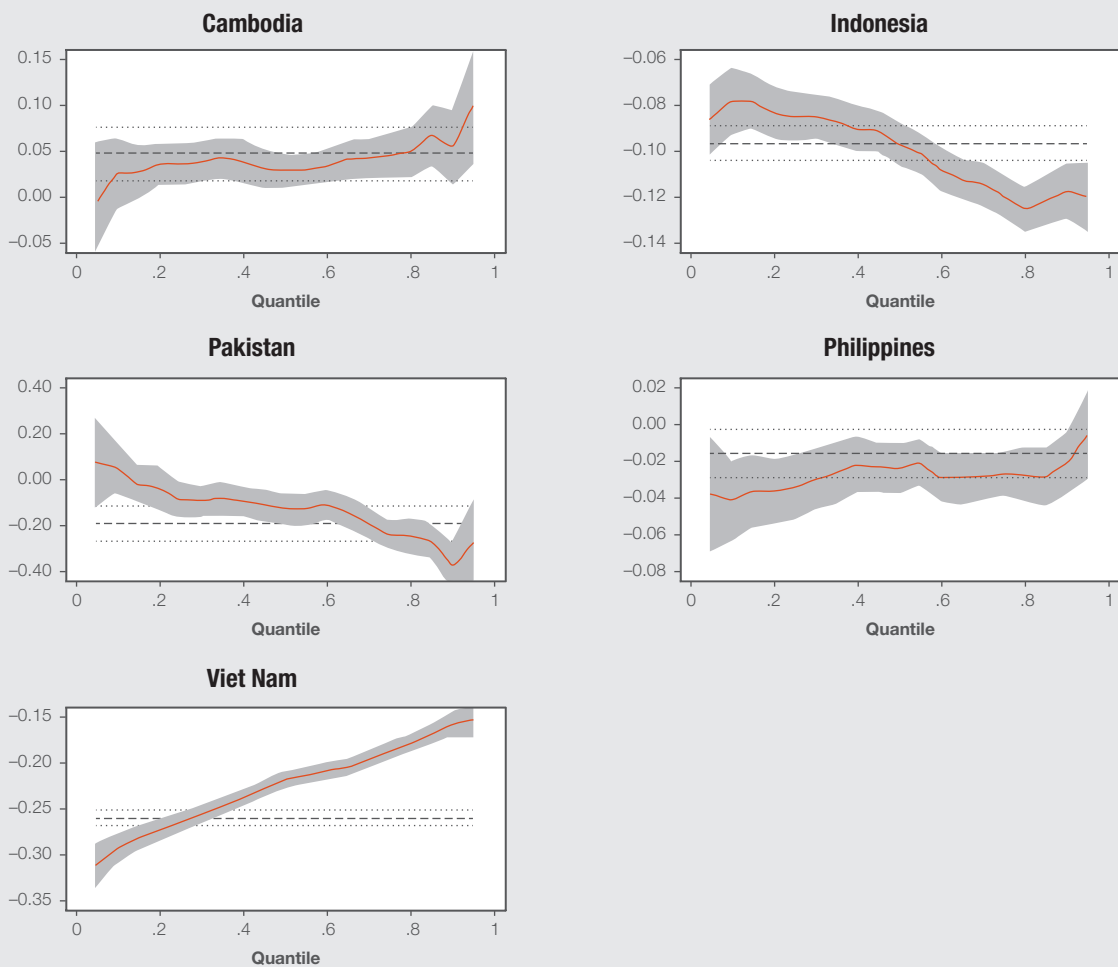 Cambodia
0.15
0.10
0.05
0.00
−0.05
0 .2 .4 .6 .8 1
Quantile
Indonesia
−0.06
−0.08
−0.10
−0.12
−0.14
0 .2 .4 .6 .8 1
Quantile
Pakistan
0.40
0.20
0.00
−0.20
−0.40
0 .2 .4 .6 .8 1
Quantile
Philippines
0.02
0.00
−0.02
−0.04
−0.06
−0.08
0 .2 .4 .6 .8 1
Quantile
Viet Nam
−0.15
−0.20
−0.25
−0.30
−0.35
0 .2 .4 .6 .8 1
Quantile